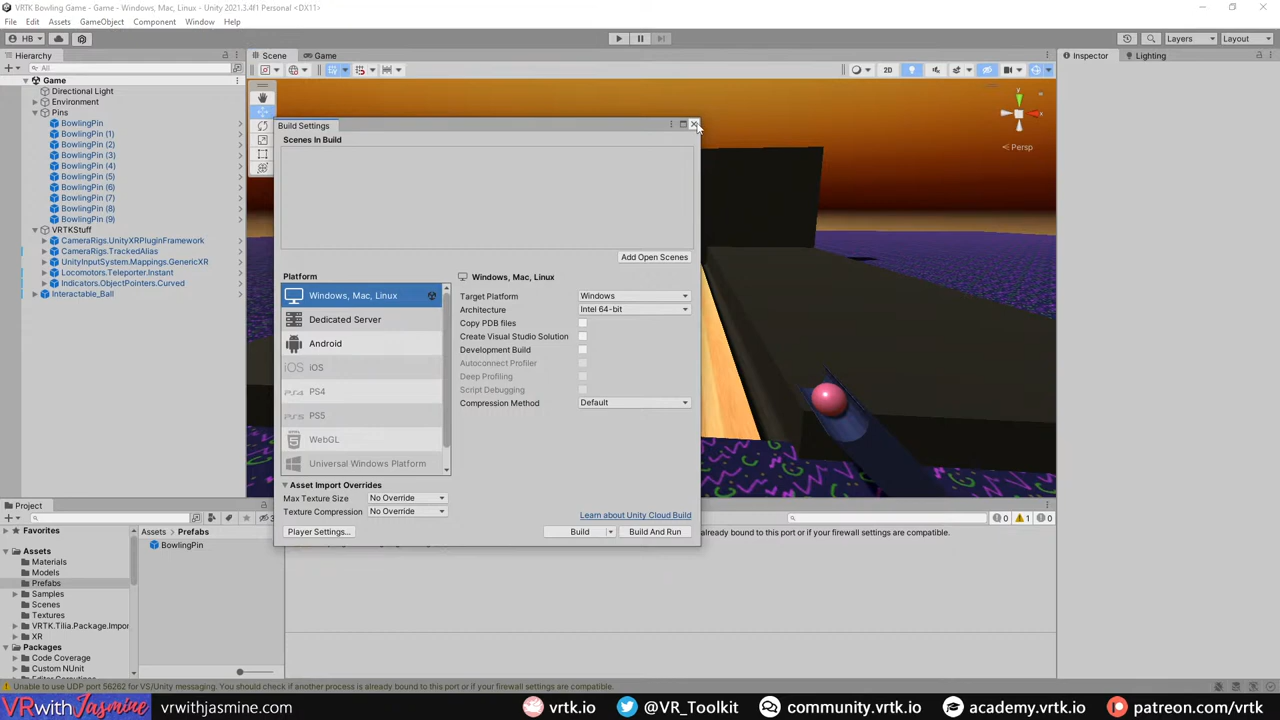 VRTK Bowling Game - Game - Windows, Mac, Linux - Unity 2021.3.4f1 Personal <DX11>
File Edit Assets GameObject Component Window Help
HB Layers Layout
Hierarchy Scene Game Inspector Lighting
All 2D
Game
Directional Light
Environment
Pins
BowlingPin
BowlingPin (1)
BowlingPin (2)
BowlingPin (3)
BowlingPin (4)
BowlingPin (5)
BowlingPin (6)
BowlingPin (7)
BowlingPin (8)
BowlingPin (9)
VRTKStuff
CameraRigs.UnityXRPluginFramework
CameraRigs.TrackedAlias
UnityInputSystem.Mappings.GenericXR
Locomotors.Teleporter.Instant
Indicators.ObjectPointers.Curved
Interactable_Ball
y
x
Persp
Build Settings
Scenes In Build
Add Open Scenes
Platform
Windows, Mac, Linux
Dedicated Server
Android
iOS iOS
PS4 PS4
PS5 PS5
WebGL
Universal Windows Platform
Windows, Mac, Linux
Target Platform Windows
Architecture Intel 64-bit
Copy PDB files
Create Visual Studio Solution
Development Build
Autoconnect Profiler
Deep Profiling
Script Debugging
Compression Method Default
Asset Import Overrides
Max Texture Size No Override
Texture Compression No Override
Learn about Unity Cloud Build
Player Settings... Build Build And Run
Project
3 0 1 0
Favorites
Assets
Materials
Models
Prefabs
Samples
Scenes
Textures
VRTK.Tilia.Package.Impor
XR
Packages
Code Coverage
Custom NUnit
Assets Prefabs
BowlingPin
already bound to this port or if your firewall settings are compatible.
Unable to use UDP port 56262 for VS/Unity messaging. You should check if another process is already bound to this port or if your firewall settings are compatible.
VRwithJasmine vrwithjasmine.com vrtk.io @VR_Toolkit community.vrtk.io academy.vrtk.io patreon.com/vrtk